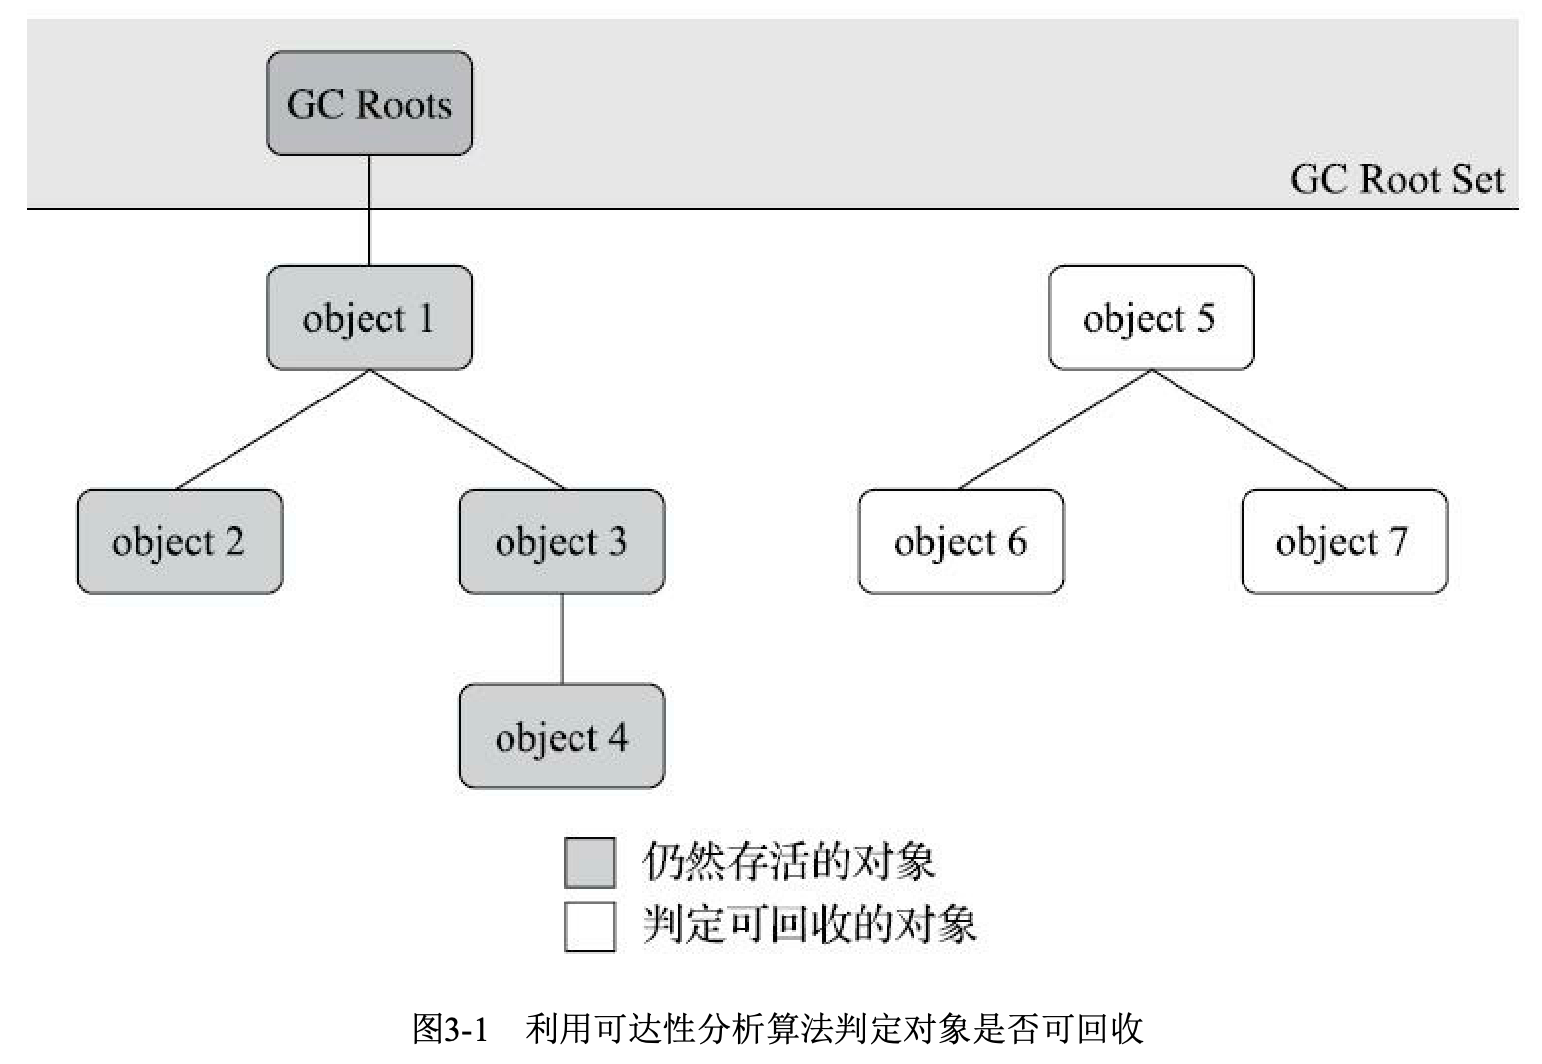 GC Roots
GC Root Set
object 1
object 5
object 2
object 3
object 6
object 7
object 4
仍然存活的对象
判定可回收的对象
图3-1 利用可达性分析算法判定对象是否可回收